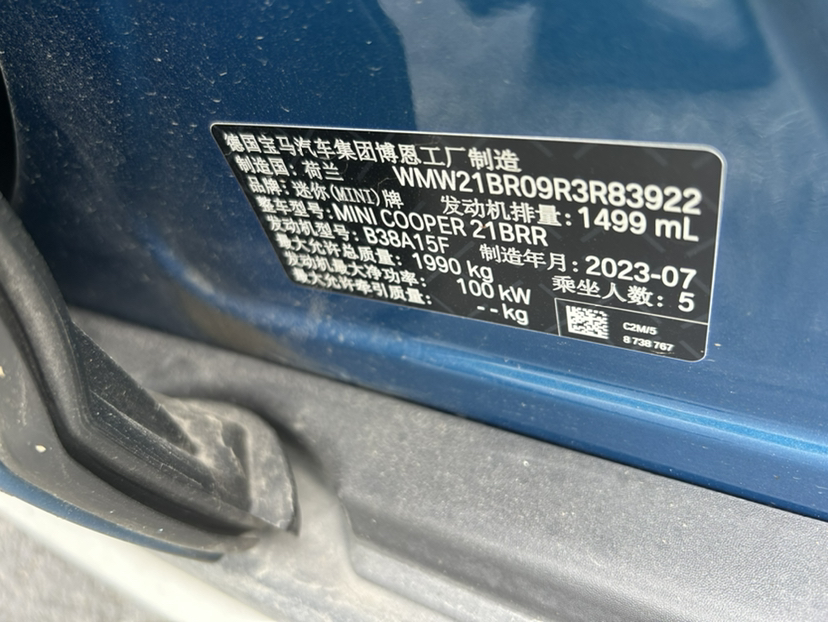 德国宝马汽车集团博恩工厂制造
制造国: 荷兰 WMW21BR09R3R83922
品牌: 迷你(MINI)牌 发动机排量: 1499 mL
整车型号: MINI COOPER 21BRR
发动机型号: B38A15F 制造年月: 2023-07
最大允许总质量: 1990 kg 乘坐人数: 5
发动机最大净功率: 100 kW
最大允许牵引质量: --kg
C2M/5
8 738 767